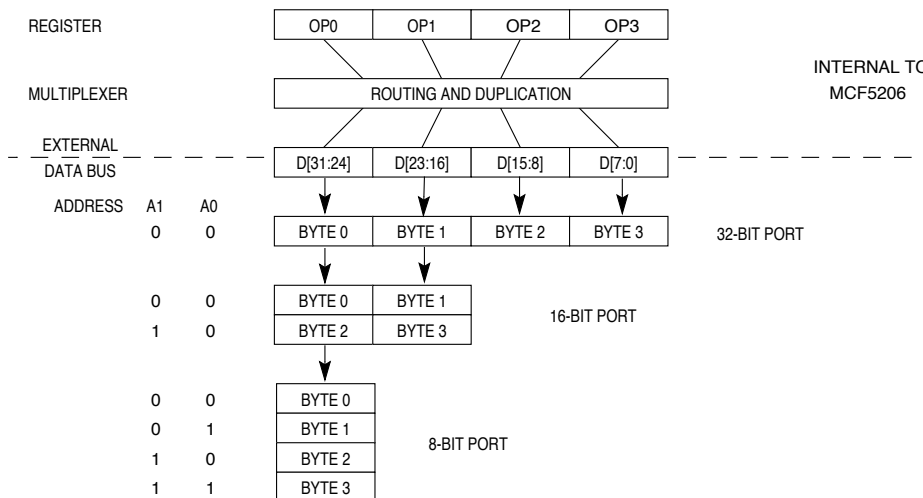 REGISTER OP0 OP1 OP2 OP3
INTERNAL TO
MULTIPLEXER ROUTING AND DUPLICATION MCF5206
EXTERNAL
DATA BUS D[31:24] D[23:16] D[15:8] D[7:0]
ADDRESS A1 A0
0 0 BYTE 0 BYTE 1 BYTE 2 BYTE 3 32-BIT PORT
0 0 BYTE 0 BYTE 1
16-BIT PORT
1 0 BYTE 2 BYTE 3
0 0 BYTE 0
0 1 BYTE 1
8-BIT PORT
1 0 BYTE 2
1 1 BYTE 3